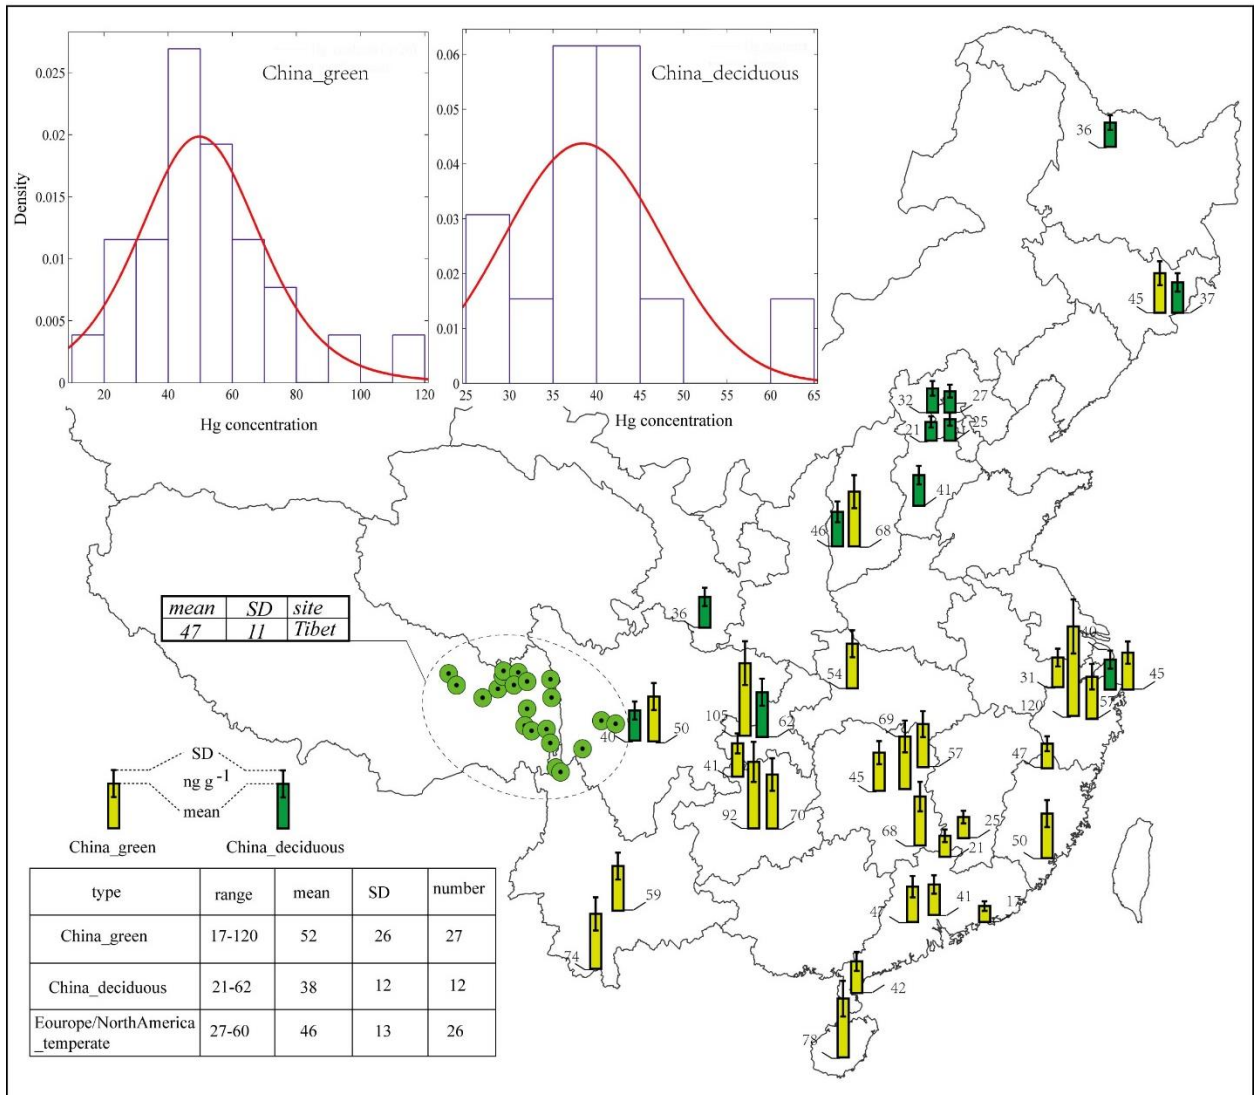 China_green
0.025
0.02
0.015
0.01
0.005
0
Density
20 40 60 80 100 120
Hg concentration
China_deciduous
0.06
0.05
0.04
0.03
0.02
0.01
0
25 30 35 40 45 50 55 60 65
Hg concentration
36
45 37
32 27
21 25
41
46 68
36
mean SD site
47 11 Tibet
54
40
31
45
120 57
105 62
40 50
69
57
41
45
47
92 70
68
25
21
50
59
41
17
74
42
78
SD
ng g-1
mean
China_green China_deciduous
type range mean SD number
China_green 17-120 52 26 27
China_deciduous 21-62 38 12 12
Eourope/NorthAmerica
_temperate 27-60 46 13 26